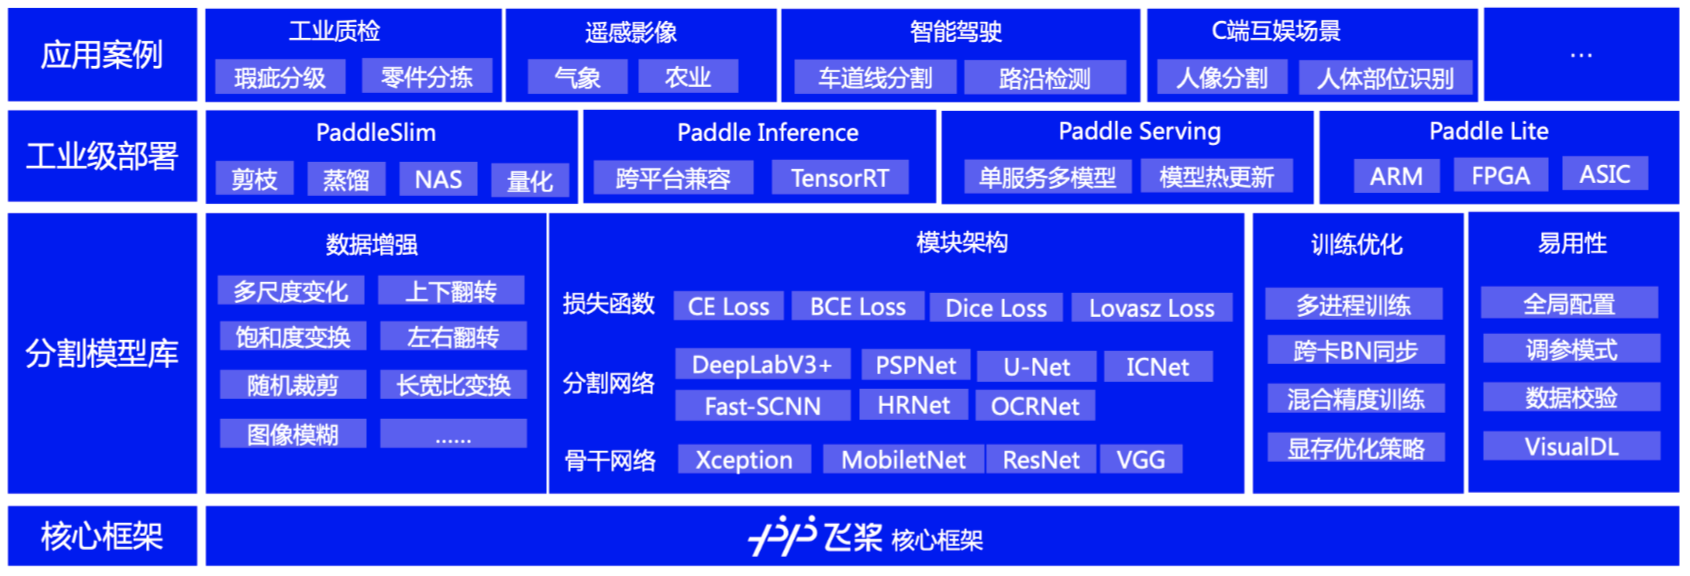 应用案例
工业质检
瑕疵分级 零件分拣
遥感影像
气象 农业
智能驾驶
车道线分割 路沿检测
C端互娱场景
人像分割 人体部位识别
...
工业级部署
PaddleSlim
剪枝 蒸馏 NAS 量化
Paddle Inference
跨平台兼容 TensorRT
Paddle Serving
单服务多模型 模型热更新
Paddle Lite
ARM FPGA ASIC
分割模型库
数据增强
多尺度变化 上下翻转
饱和度变换 左右翻转
随机裁剪 长宽比变换
图像模糊 ......
模块架构
损失函数 CE Loss BCE Loss Dice Loss Lovasz Loss
分割网络
DeepLabV3+ PSPNet U-Net ICNet
Fast-SCNN HRNet OCRNet
骨干网络 Xception MobiletNet ResNet VGG
训练优化
多进程训练
跨卡BN同步
混合精度训练
显存优化策略
易用性
全局配置
调参模式
数据校验
VisualDL
核心框架
飞桨 核心框架